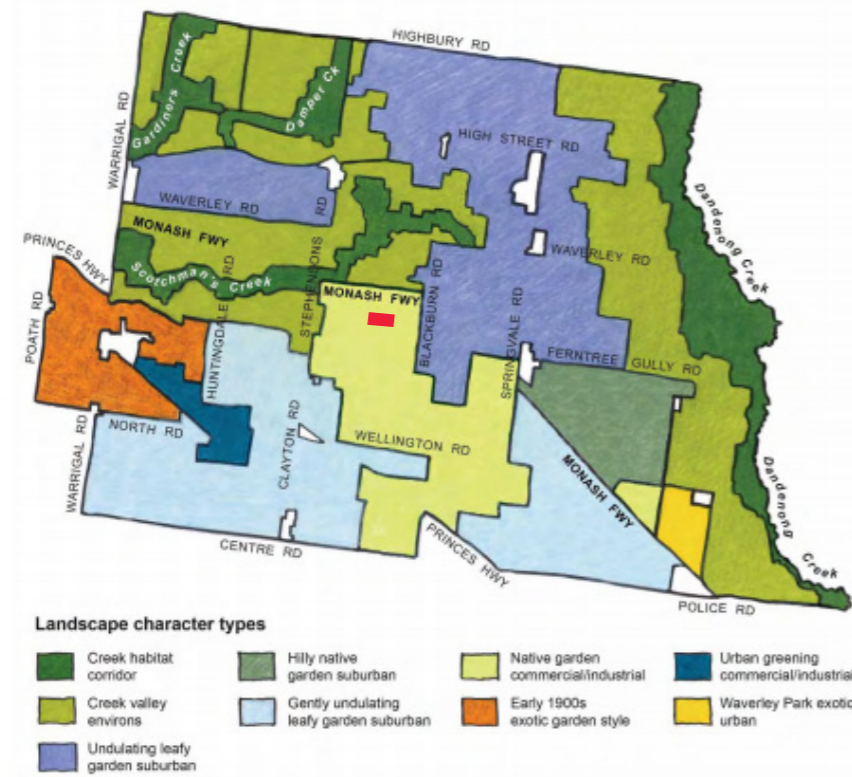 HIGHBURY RD
Gardiners Creek
Damper Ck
WARRIGAL RD
HIGH STREET RD
WAVERLEY RD
RD
Dandenong Creek
MONASH FWY
WAVERLEY RD
PRINCES HWY
Scotchman's Creek
STEPHENSONS
MONASH FWY
BLACKBURN RD
POATH RD
HUNTINGDALE RD
SPRINGVALE RD
FERNTREE GULLY RD
NORTH RD
CLAYTON RD
WELLINGTON RD
WARRIGAL RD
MONASH FWY
Dandenong Creek
CENTRE RD
PRINCES HWY
POLICE RD
Landscape character types
Creek habitat
corridor
Hilly native
garden suburban
Native garden
commercial/industrial
Urban greening
commercial/industrial
Creek valley
environs
Gently undulating
leafy garden suburban
Early 1900s
exotic garden style
Waverley Park exotic
urban
Undulating leafy
garden suburban